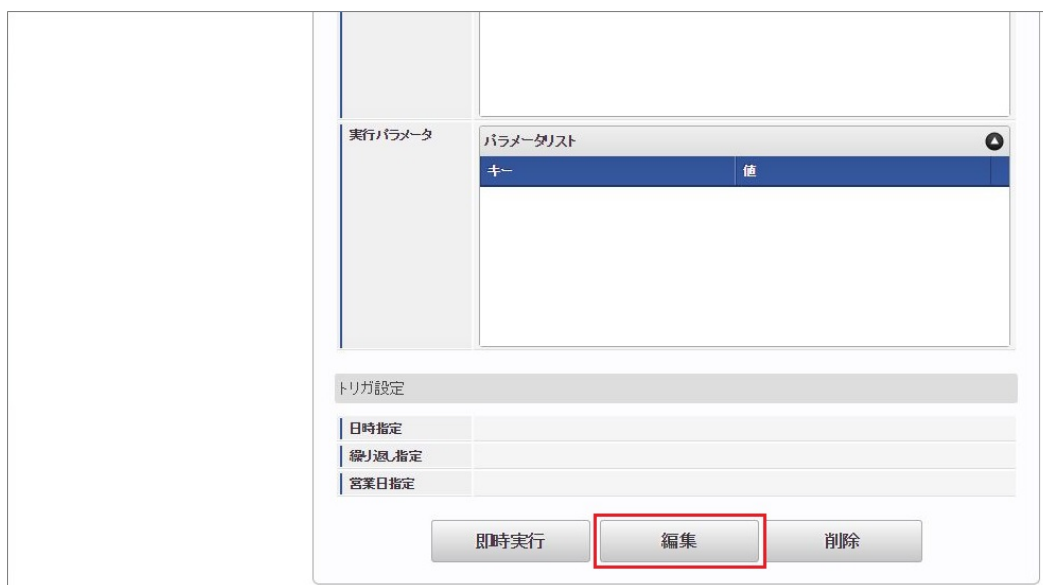 実行パラメータ
パラメータリスト
キー 値
トリガ設定
日時指定
繰り返し指定
営業日指定
即時実行 編集 削除